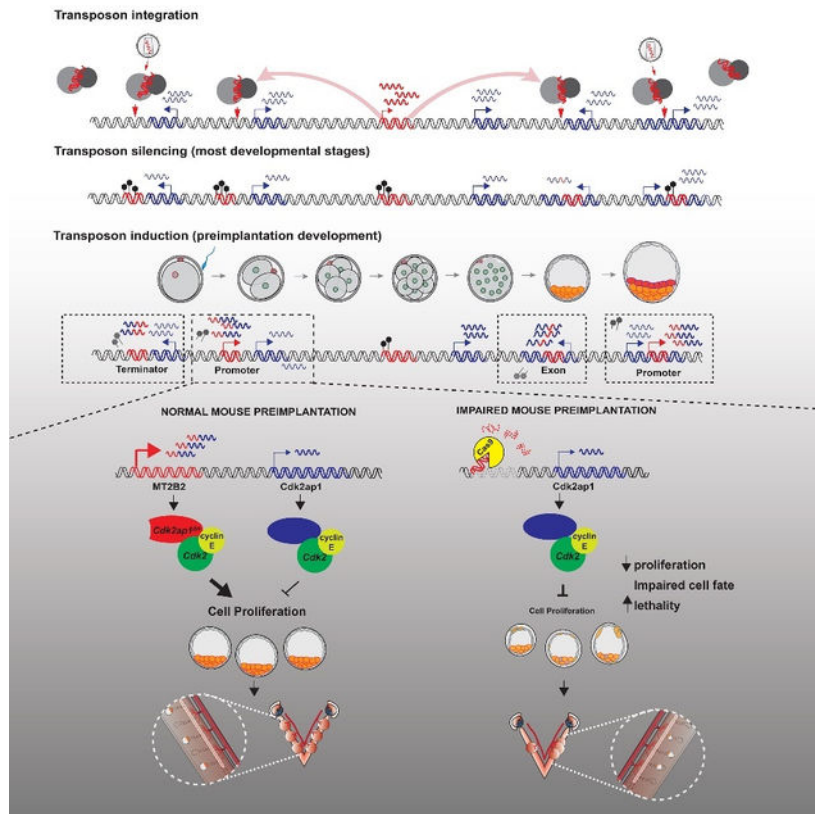 Transposon integration
Transposon silencing (most developmental stages)
Transposon induction (preimplantation development)
Terminator
Promoter
Exon
Promoter
NORMAL MOUSE PREIMPLANTATION
IMPAIRED MOUSE PREIMPLANTATION
Cas9
MT2B2
Cdk2ap1
Cdk2ap1
cyclin
E
Cdk2
cyclin
E
Cdk2
cyclin
E
Cdk2
proliferation
Impaired cell fate
lethality
Cell Proliferation
Cell Proliferation